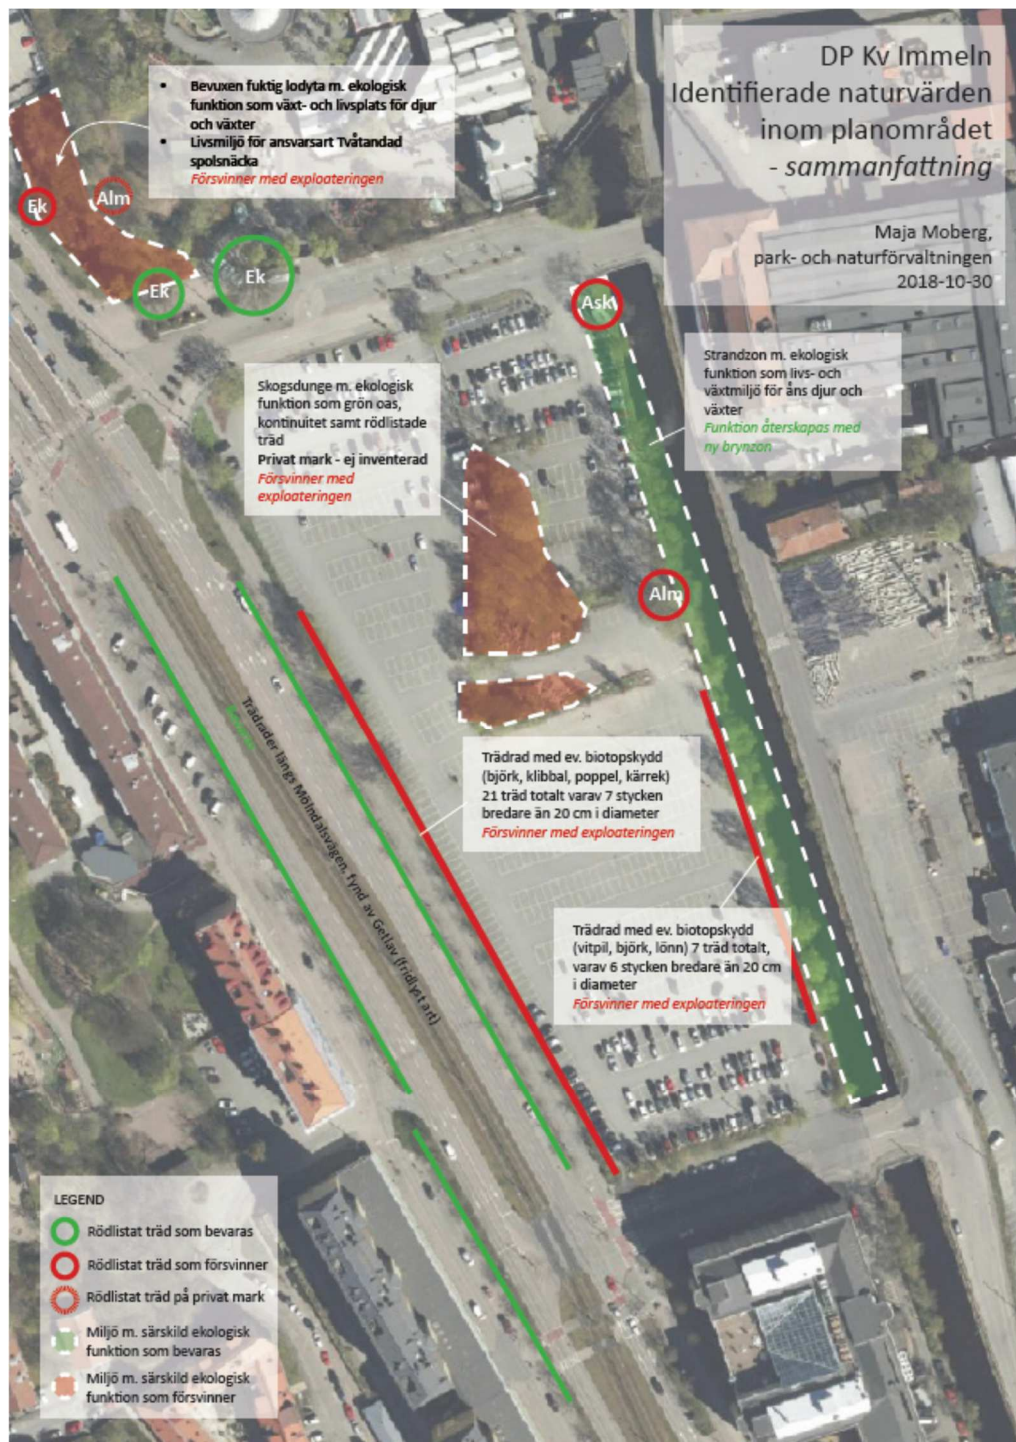 DP Kv Immeln
Identifierade naturvärden
inom planområdet
- sammanfattning
Maja Moberg,
park- och naturförvaltningen
2018-10-30
• Bevuxen fuktig lodyta m. ekologisk
funktion som växt- och livsplats för djur
och växter
• Livsmiljö för ansvarsart Tvåtandad
spolsnäcka
Försvinner med exploateringen
Ek
Alm
Ek
Ek
Ask
Strandzon m. ekologisk
funktion som livs- och
växtmiljö för åns djur och
växter
Funktion återskapas med
ny brynzon
Skogsdunge m. ekologisk
funktion som grön oas,
kontinuitet samt rödlistade
träd
Privat mark - ej inventerad
Försvinner med
exploateringen
Alm
Trädrader längs Mölndalsvägen, fynd av Getlav (fridlyst art)
Trädrad med ev. biotopskydd
(björk, klibbal, poppel, kärrek)
21 träd totalt varav 7 stycken
bredare än 20 cm i diameter
Försvinner med exploateringen
Trädrad med ev. biotopskydd
(vitpil, björk, lönn) 7 träd totalt,
varav 6 stycken bredare än 20 cm
i diameter
Försvinner med exploateringen
LEGEND
Rödlistat träd som bevaras
Rödlistat träd som försvinner
Rödlistat träd på privat mark
Miljö m. särskild ekologisk
funktion som bevaras
Miljö m. särskild ekologisk
funktion som försvinner